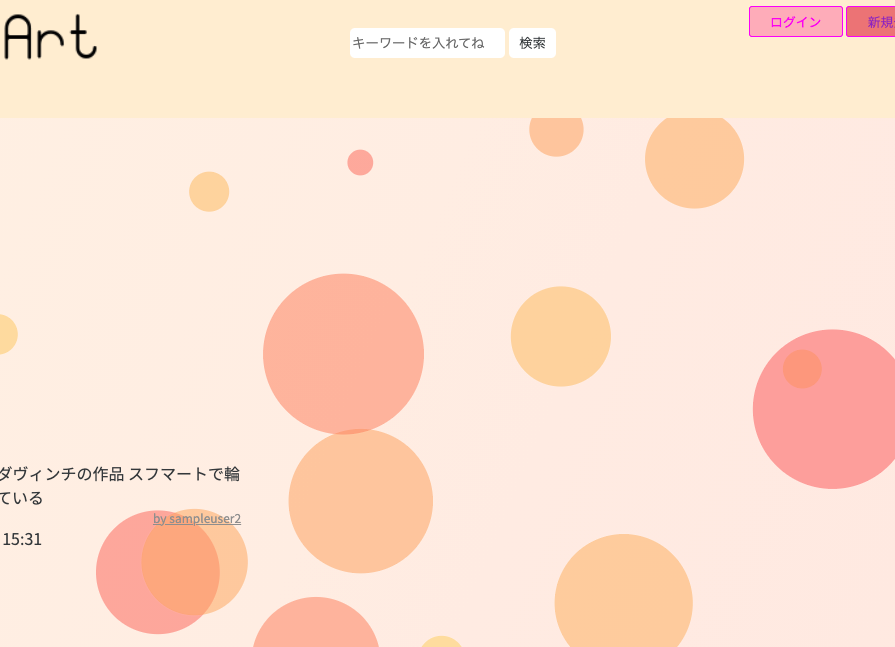 Art
キーワードを入れてね
検索
ログイン
新規
ダヴィンチの作品 スフマートで輪
ている
by sampleuser2
15:31